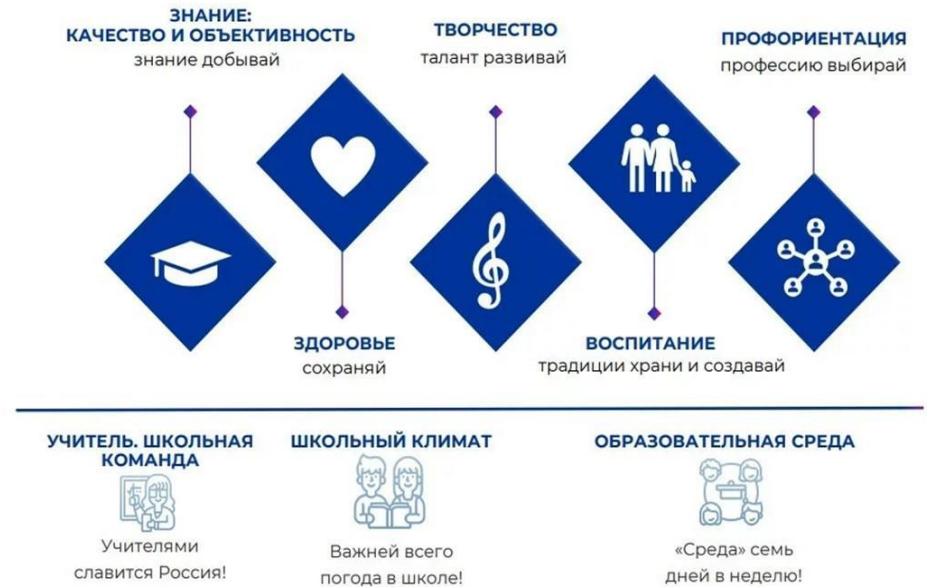 ЗНАНИЕ:
КАЧЕСТВО И ОБЪЕКТИВНОСТЬ
знание добывай
ТВОРЧЕСТВО
талант развивай
ПРОФОРИЕНТАЦИЯ
профессию выбирай
ЗДОРОВЬЕ
сохраняй
ВОСПИТАНИЕ
традиции храни и создавай
УЧИТЕЛЬ. ШКОЛЬНАЯ
КОМАНДА
Учителями
славится Россия!
ШКОЛЬНЫЙ КЛИМАТ
Важней всего
погода в школе!
ОБРАЗОВАТЕЛЬНАЯ СРЕДА
«Среда» семь
дней в неделю!